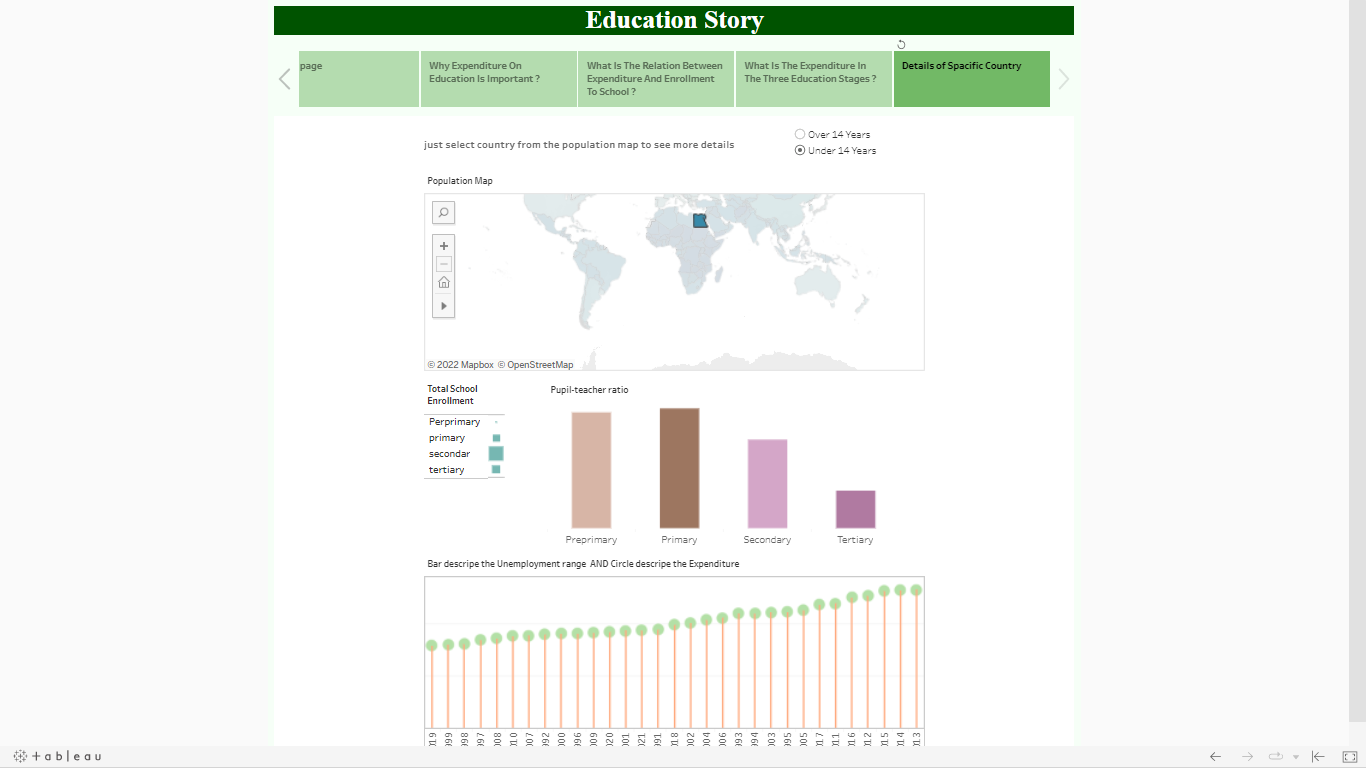 Education Story
page
Why Expenditure On
Education Is Important ?
What Is The Relation Between
Expenditure And Enrollment
To School ?
What Is The Expenditure In
The Three Education Stages ?
Details of Spacific Country
just select country from the population map to see more details
Over 14 Years
Under 14 Years
Population Map
© 2022 Mapbox © OpenStreetMap
Total School
Enrollment
Perprimary
primary
secondar
tertiary
Pupil-teacher ratio
Preprimary
Primary
Secondary
Tertiary
Bar descripe the Unemployment range AND Circle descripe the Expenditure
+ a b | e a u